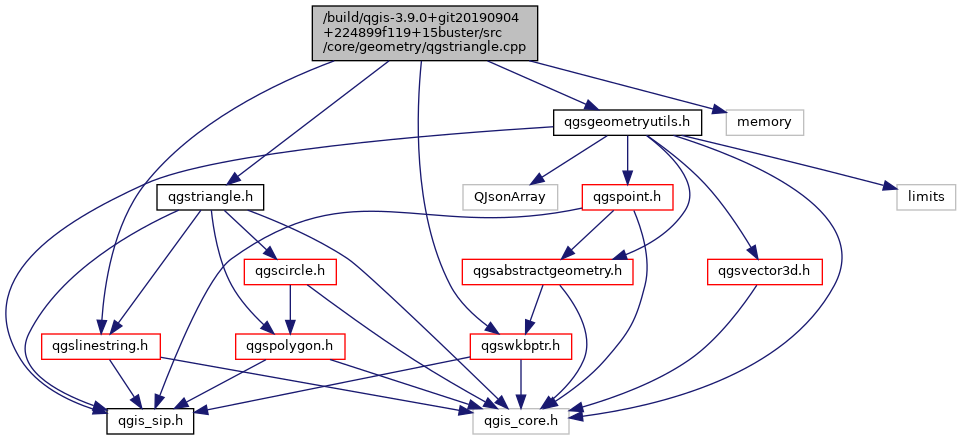 /build/qgis-3.9.0+git20190904
+224899f119+15buster/src
/core/geometry/qgstriangle.cpp
qgsgeometryutils.h
memory
qgstriangle.h
QJsonArray
qgspoint.h
limits
qgscircle.h
qgsabstractgeometry.h
qgsvector3d.h
qgslinestring.h
qgspolygon.h
qgswkbptr.h
qgis_sip.h
qgis_core.h